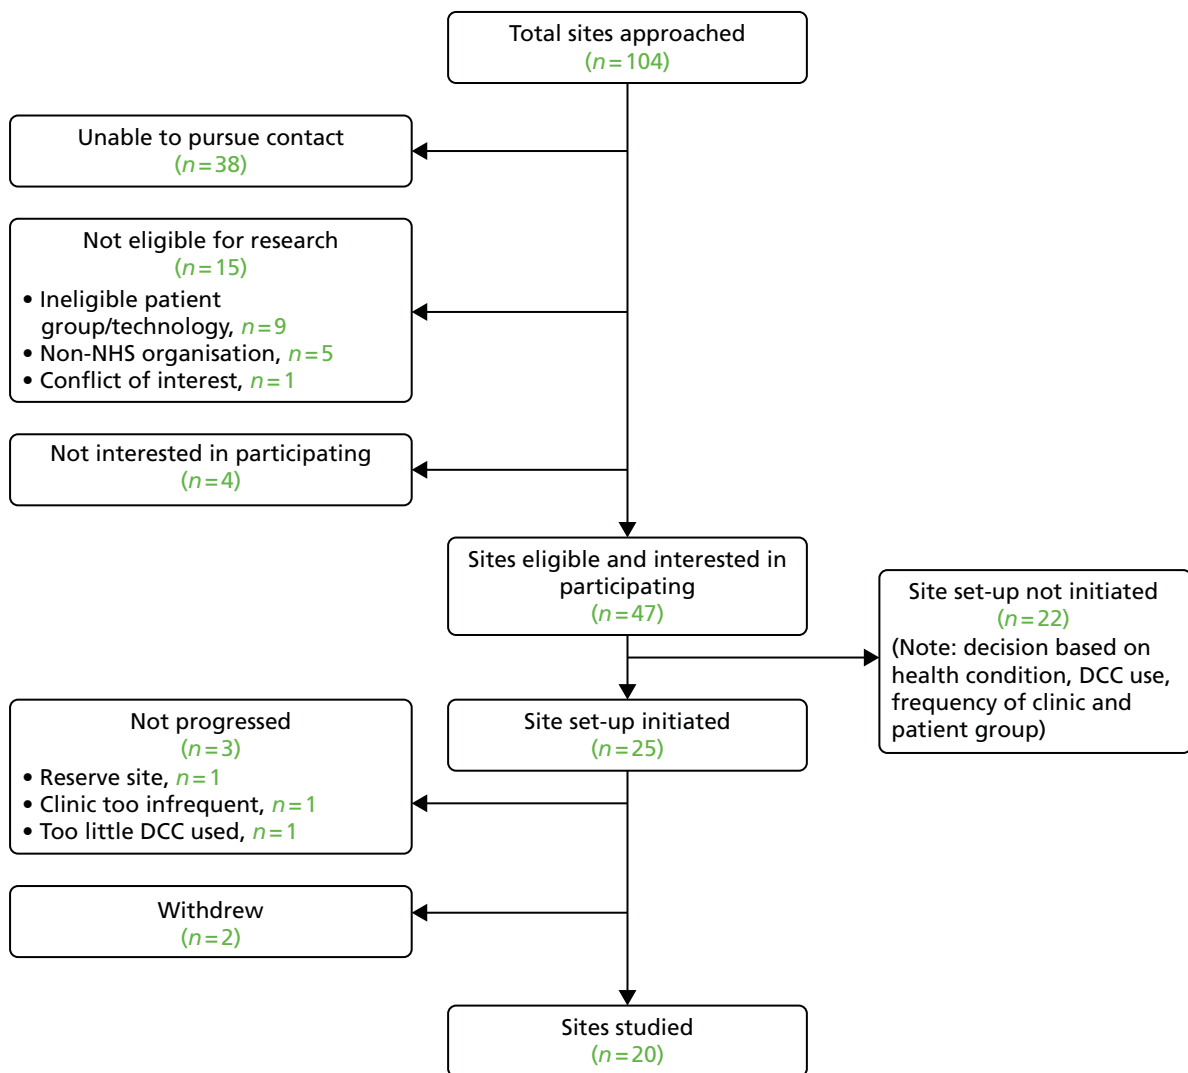 Total sites approached
(n=104)
Unable to pursue contact
(n=38)
Not eligible for research
(n=15)
• Ineligible patient
group/technology, n=9
• Non-NHS organisation, n=5
• Conflict of interest, n=1
Not interested in participating
(n=4)
Sites eligible and interested in
participating
(n=47)
Site set-up not initiated
(n=22)
(Note: decision based on
health condition, DCC use,
frequency of clinic and
patient group)
Site set-up initiated
(n=25)
Not progressed
(n=3)
• Reserve site, n=1
• Clinic too infrequent, n=1
• Too little DCC used, n=1
Withdrew
(n=2)
Sites studied
(n=20)